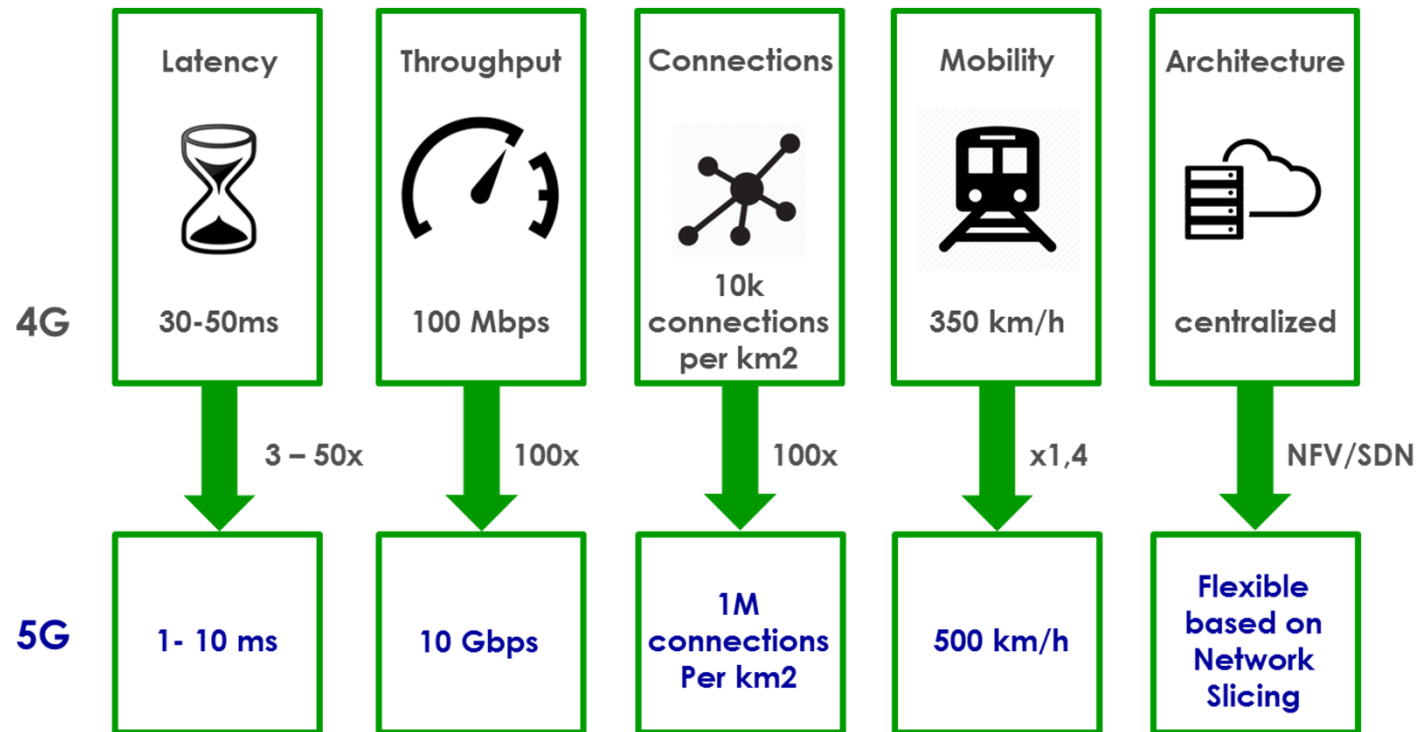 Latency
Throughput
Connections
Mobility
Architecture
4G
30-50ms
100 Mbps
10k
connections
per km2
350 km/h
centralized
3 – 50x
100x
100x
x1,4
NFV/SDN
5G
1- 10 ms
10 Gbps
1M
connections
Per km2
500 km/h
Flexible
based on
Network
Slicing